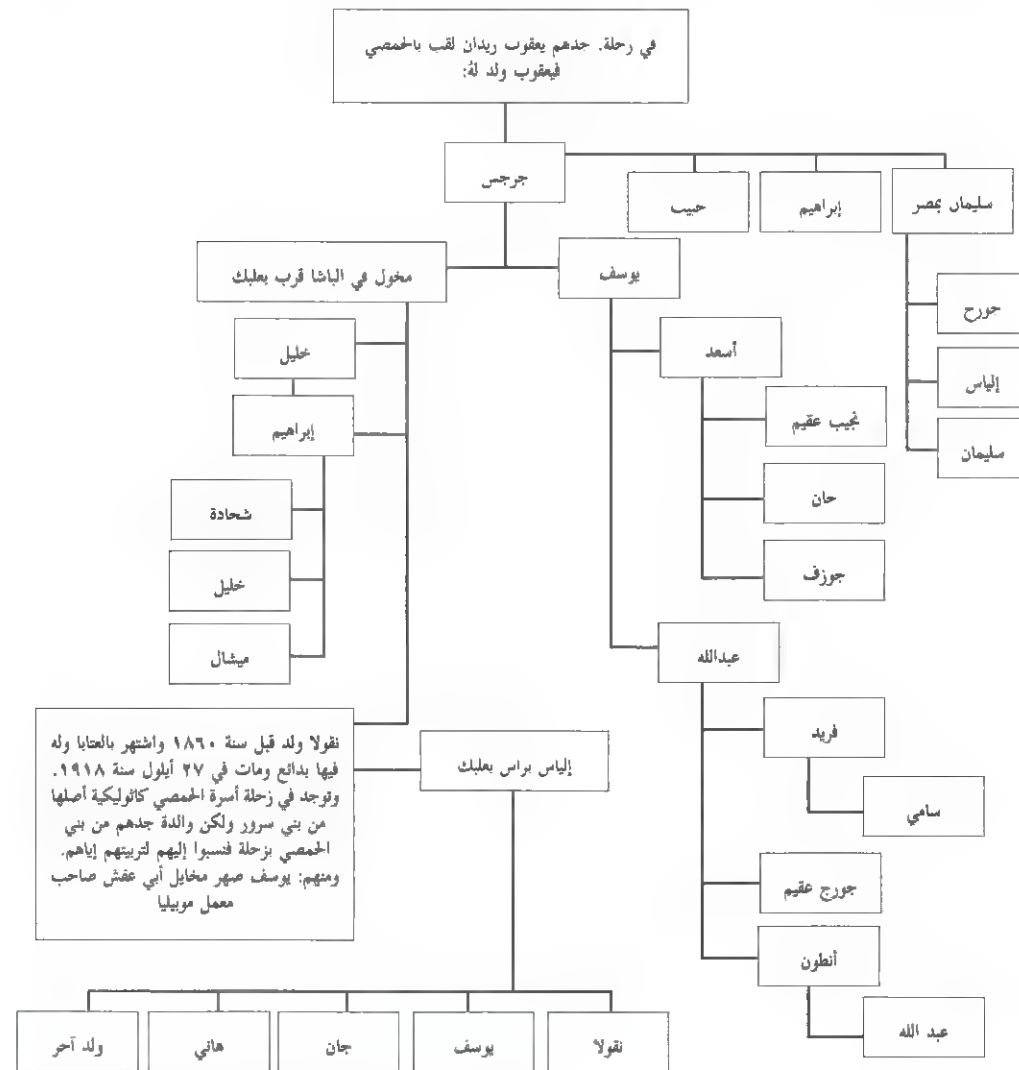 في رحلة. جدهم يعقوب ريدان لقب بالحمصي
فيعقوب ولد لهُ:
جرجس
سليمان بمصر
إبراهيم
حبيب
جورج
إلياس
سليمان
مخول في الباشا قرب بعلبك
يوسف
خليل
إبراهيم
شحادة
خليل
ميشال
أسعد
نجيب عقيم
حان
جوزف
عبدالله
فريد
سامي
جورج عقيم
أنطون
عبد الله
نقولا ولد قبل سنة ١٨٦٠ واشتهر بالعتابا وله
فيها بدائع ومات في ٢٧ أيلول سنة ١٩١٨.
وتوجد في زحلة أسرة الحمصي كاثوليكية أصلها
من بني سرور ولكن والدة جدهم من بني
الحمصي بزحلة فنسبوا إليهم لتربيتهم إياهم.
ومنهم: يوسف صهر مخايل أبي عفش صاحب
معمل موبيليا
إلياس براس بعلبك
نقولا
يوسف
جان
هاني
ولد آخر